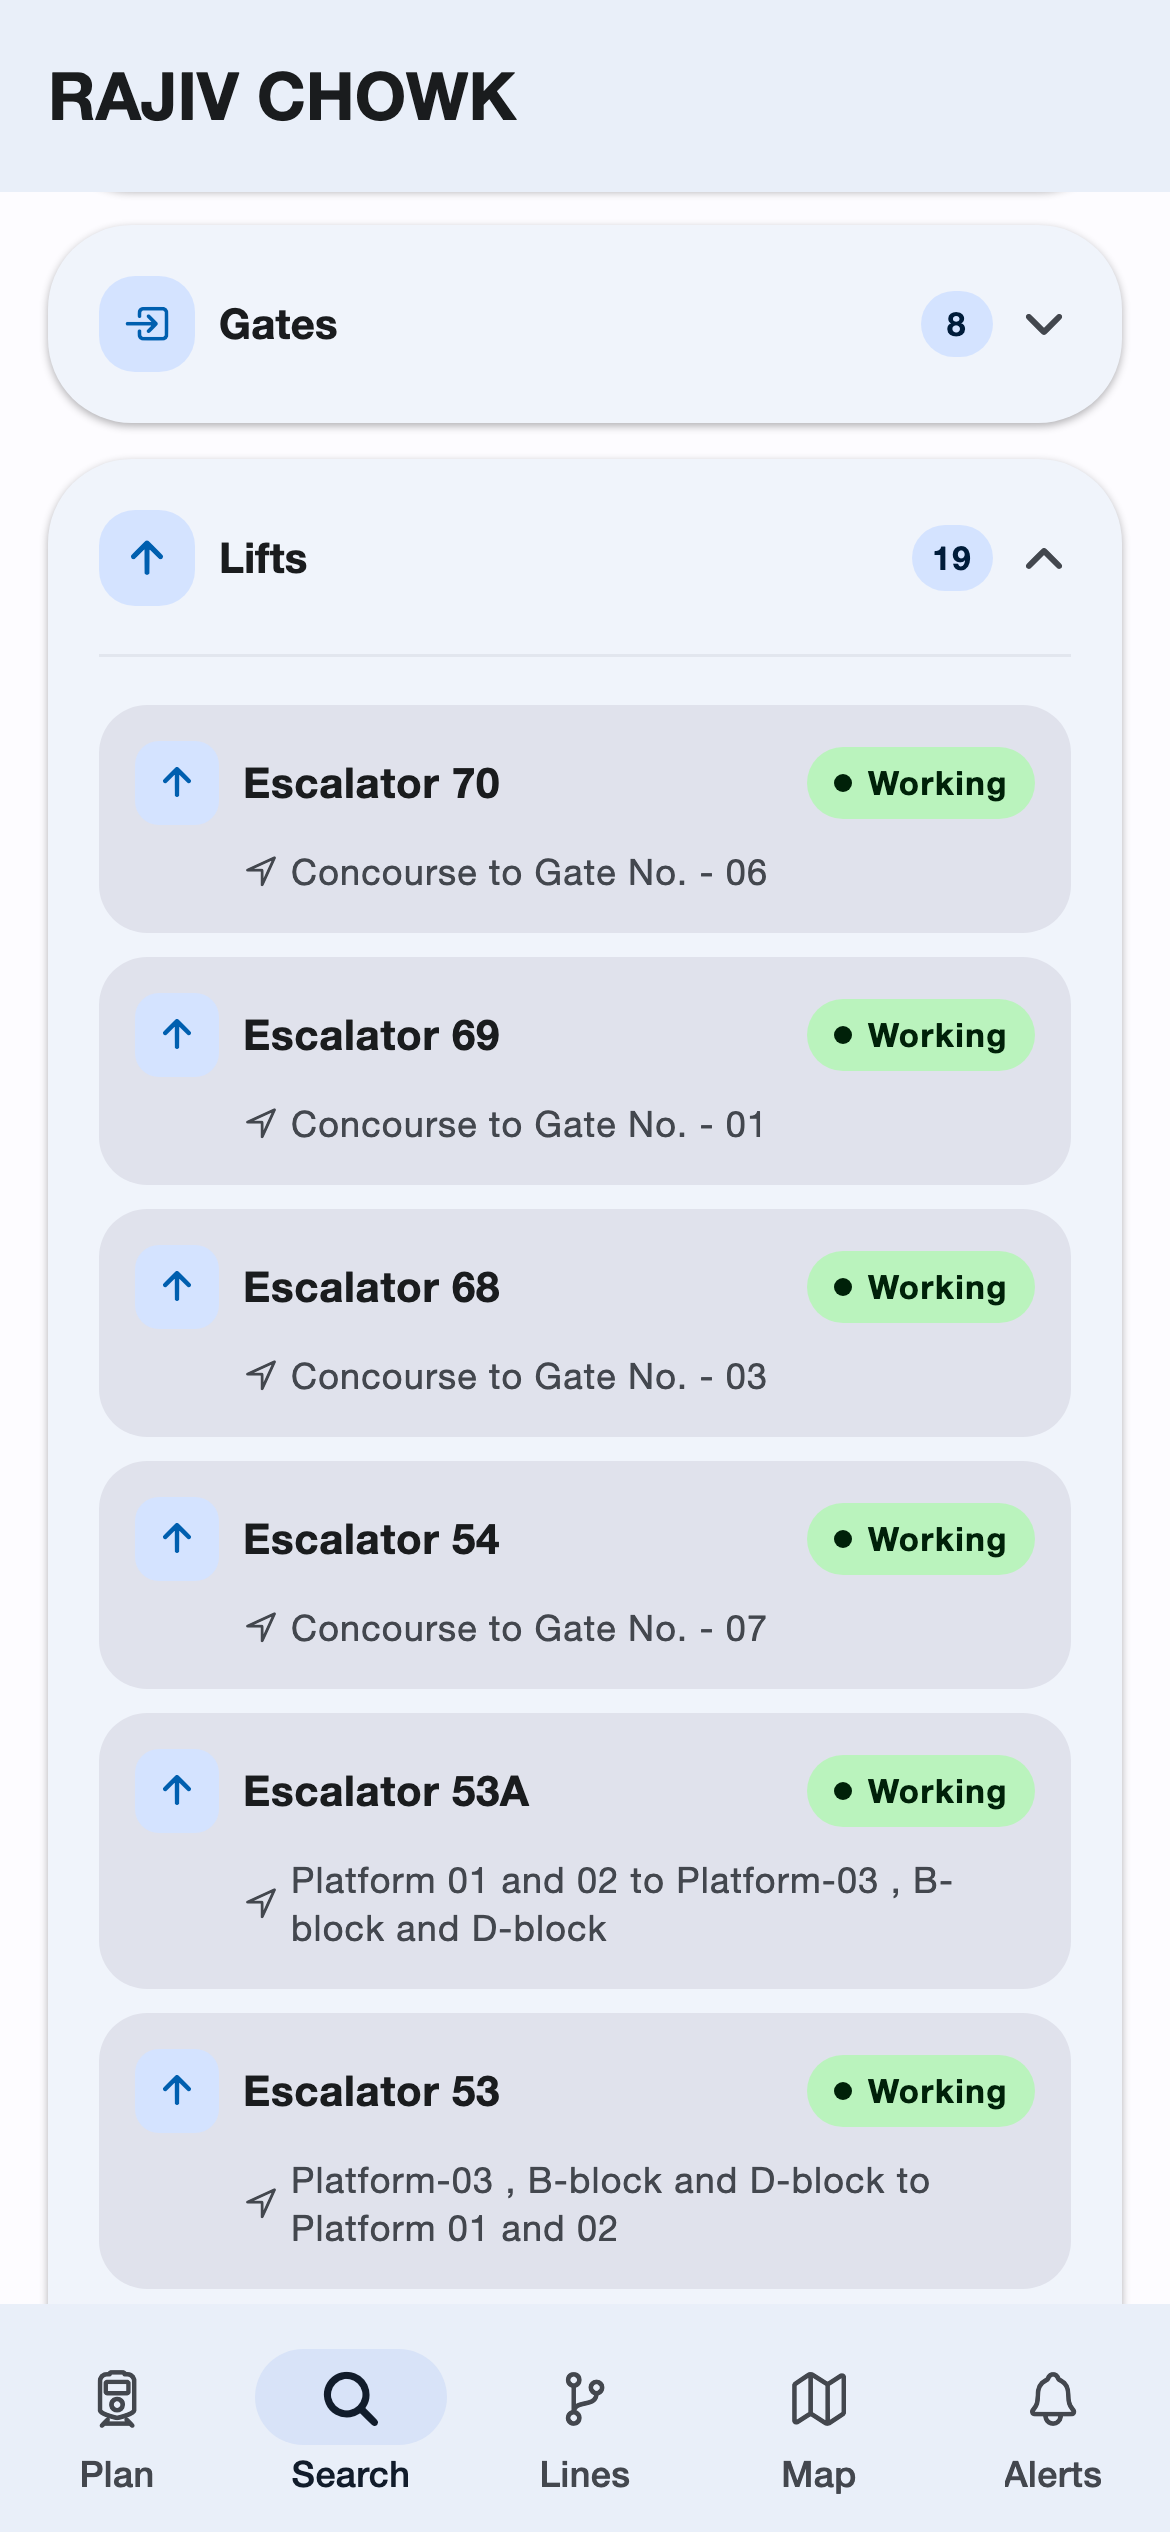 RAJIV CHOWK
Gates
8
Lifts
19
Escalator 70
Working
Concourse to Gate No. - 06
Escalator 69
Working
Concourse to Gate No. - 01
Escalator 68
Working
Concourse to Gate No. - 03
Escalator 54
Working
Concourse to Gate No. - 07
Escalator 53A
Working
Platform 01 and 02 to Platform-03 , B-
block and D-block
Escalator 53
Working
Platform-03 , B-block and D-block to
Platform 01 and 02
Plan
Search
Lines
Map
Alerts